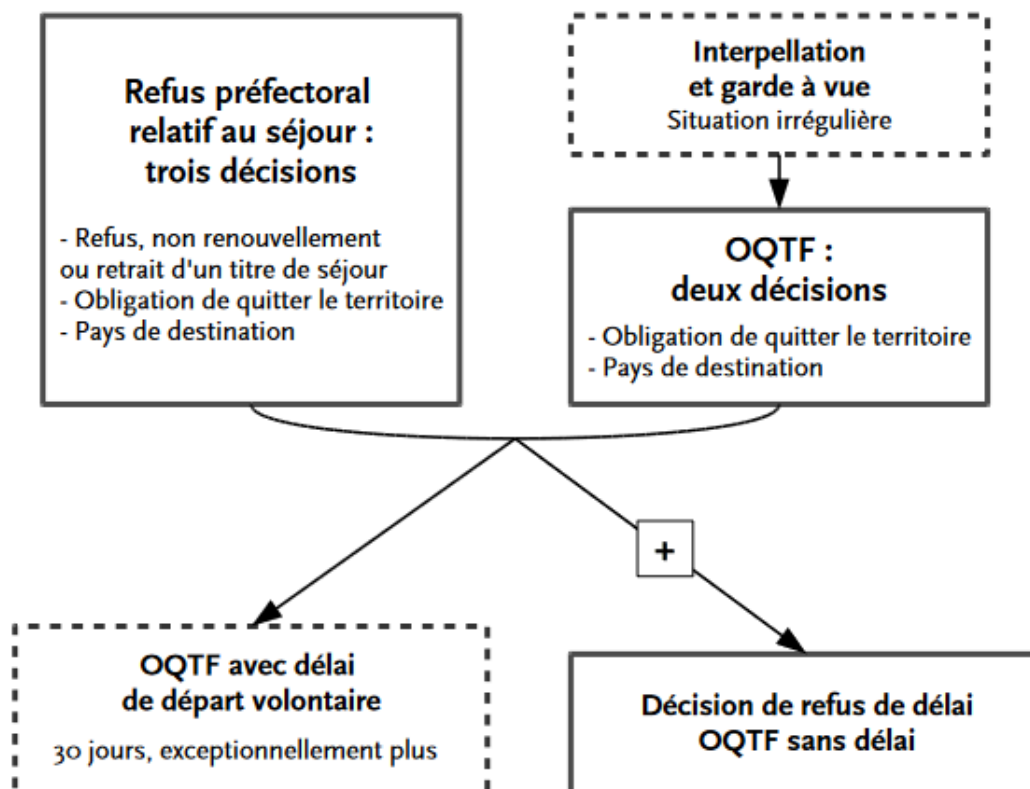 Refus préfectoral
relatif au séjour :
trois décisions
- Refus, non renouvellement
ou retrait d'un titre de séjour
- Obligation de quitter le territoire
- Pays de destination
Interpellation
et garde à vue
Situation irrégulière
OQTF :
deux décisions
- Obligation de quitter le territoire
- Pays de destination
+
OQTF avec délai
de départ volontaire
30 jours, exceptionnellement plus
Décision de refus de délai
OQTF sans délai